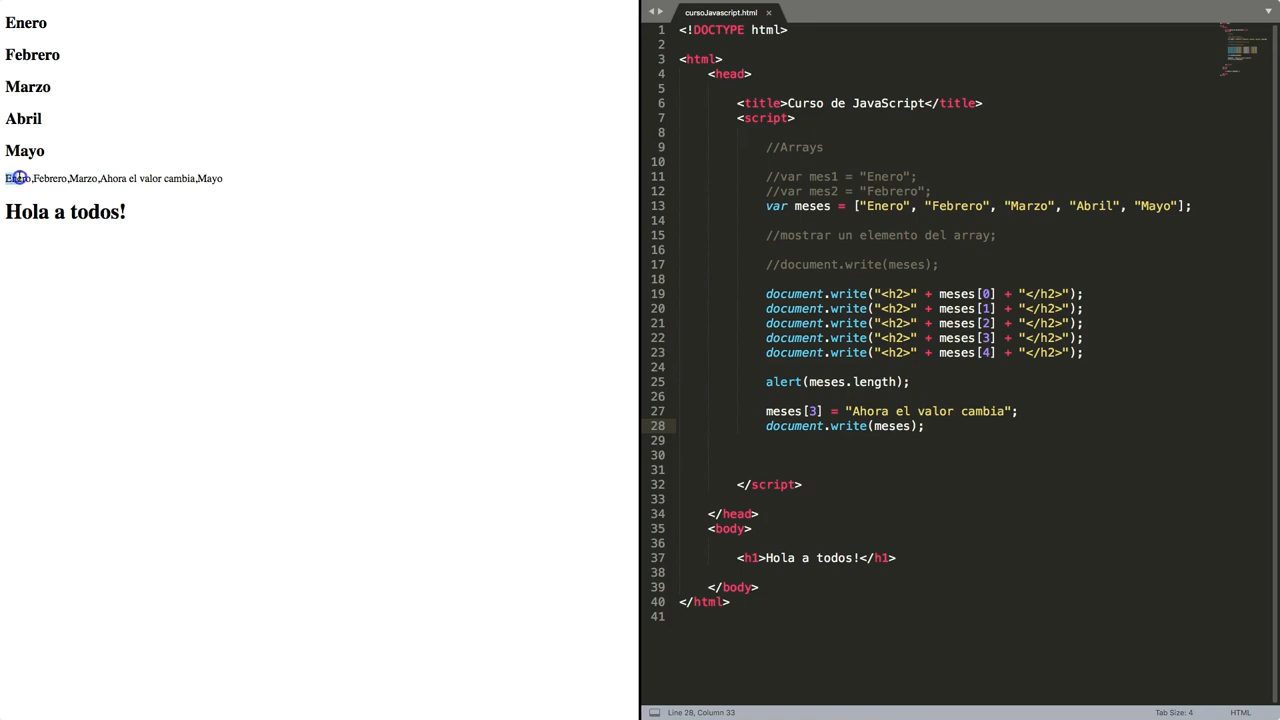 Enero
Febrero
Marzo
Abril
Mayo
Enero,Febrero,Marzo,Ahora el valor cambia,Mayo
Hola a todos!
cursoJavascript.html ×
1 <!DOCTYPE html>
2
3 <html>
4 <head>
5
6 <title>Curso de JavaScript</title>
7 <script>
8
9 //Arrays
10
11 //var mes1 = "Enero";
12 //var mes2 = "Febrero";
13 var meses = ["Enero", "Febrero", "Marzo", "Abril", "Mayo"];
14
15 //mostrar un elemento del array;
16
17 //document.write(meses);
18
19 document.write("<h2>" + meses[0] + "</h2>");
20 document.write("<h2>" + meses[1] + "</h2>");
21 document.write("<h2>" + meses[2] + "</h2>");
22 document.write("<h2>" + meses[3] + "</h2>");
23 document.write("<h2>" + meses[4] + "</h2>");
24
25 alert(meses.length);
26
27 meses[3] = "Ahora el valor cambia";
28 document.write(meses);
29
30
31
32 </script>
33
34 </head>
35 <body>
36
37 <h1>Hola a todos!</h1>
38
39 </body>
40 </html>
41
Line 28, Column 33 Tab Size: 4 HTML